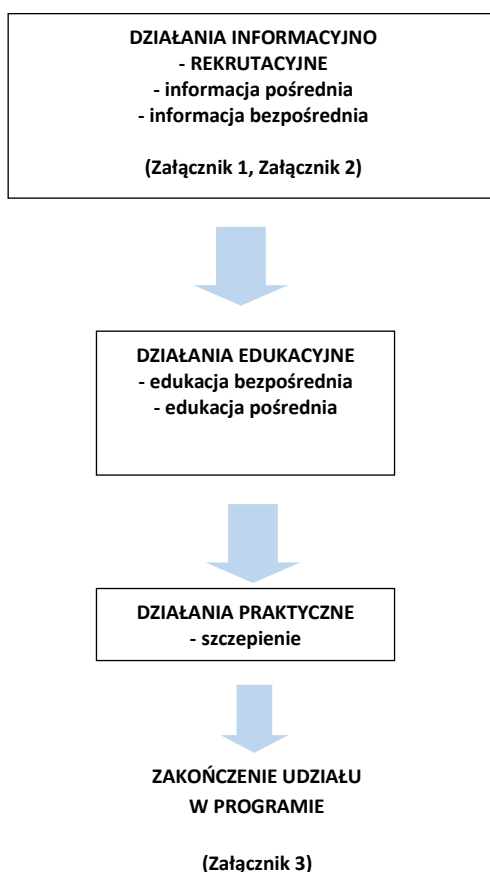 DZIAŁANIA INFORMACYJNO
- REKRUTACYJNE
- informacja pośrednia
- informacja bezpośrednia
(Załącznik 1, Załącznik 2)
DZIAŁANIA EDUKACYJNE
- edukacja bezpośrednia
- edukacja pośrednia
DZIAŁANIA PRAKTYCZNE
- szczepienie
ZAKOŃCZENIE UDZIAŁU
W PROGRAMIE
(Załącznik 3)